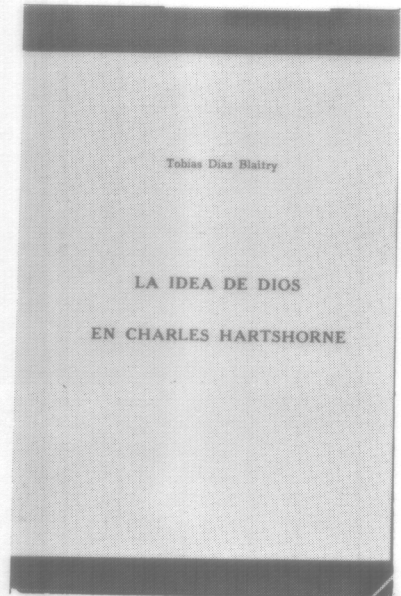 Tobias Diaz Blaitry
LA IDEA DE DIOS
EN CHARLES HARTSHORNE